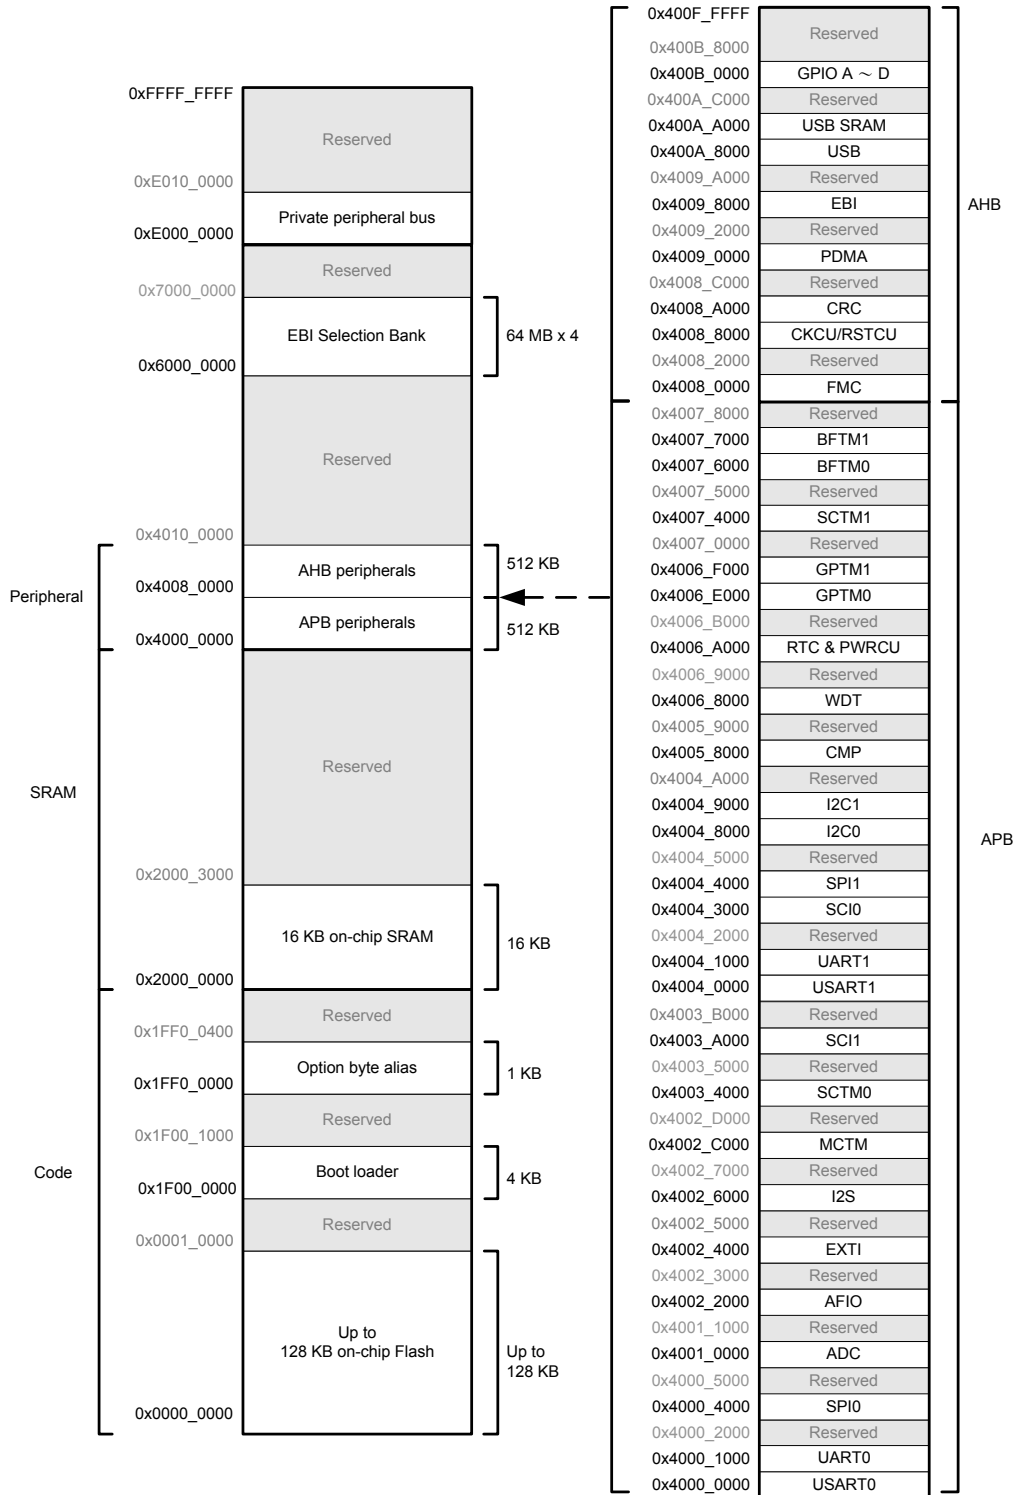 0xFFFF_FFFF
Reserved
0xE010_0000
Private peripheral bus
0xE000_0000
Reserved
0x7000_0000
EBI Selection Bank
64 MB x 4
0x6000_0000
Reserved
0x4010_0000
AHB peripherals
512 KB
0x4008_0000
Peripheral
APB peripherals
512 KB
0x4000_0000
Reserved
SRAM
0x2000_3000
16 KB on-chip SRAM
16 KB
0x2000_0000
Reserved
0x1FF0_0400
Option byte alias
1 KB
0x1FF0_0000
Reserved
0x1F00_1000
Code
Boot loader
4 KB
0x1F00_0000
Reserved
0x0001_0000
Up to
128 KB on-chip Flash
Up to
128 KB
0x0000_0000
0x400F_FFFF
Reserved
0x400B_8000
0x400B_0000 GPIO A ~ D
0x400A_C000 Reserved
0x400A_A000 USB SRAM
0x400A_8000 USB
0x4009_A000 Reserved
0x4009_8000 EBI
AHB
0x4009_2000 Reserved
0x4009_0000 PDMA
0x4008_C000 Reserved
0x4008_A000 CRC
0x4008_8000 CKCU/RSTCU
0x4008_2000 Reserved
0x4008_0000 FMC
0x4007_8000 Reserved
0x4007_7000 BFTM1
0x4007_6000 BFTM0
0x4007_5000 Reserved
0x4007_4000 SCTM1
0x4007_0000 Reserved
0x4006_F000 GPTM1
0x4006_E000 GPTM0
0x4006_B000 Reserved
0x4006_A000 RTC & PWRCU
0x4006_9000 Reserved
0x4006_8000 WDT
0x4005_9000 Reserved
0x4005_8000 CMP
0x4004_A000 Reserved
0x4004_9000 I2C1
0x4004_8000 I2C0
APB
0x4004_5000 Reserved
0x4004_4000 SPI1
0x4004_3000 SCI0
0x4004_2000 Reserved
0x4004_1000 UART1
0x4004_0000 USART1
0x4003_B000 Reserved
0x4003_A000 SCI1
0x4003_5000 Reserved
0x4003_4000 SCTM0
0x4002_D000 Reserved
0x4002_C000 MCTM
0x4002_7000 Reserved
0x4002_6000 I2S
0x4002_5000 Reserved
0x4002_4000 EXTI
0x4002_3000 Reserved
0x4002_2000 AFIO
0x4001_1000 Reserved
0x4001_0000 ADC
0x4000_5000 Reserved
0x4000_4000 SPI0
0x4000_2000 Reserved
0x4000_1000 UART0
0x4000_0000 USART0